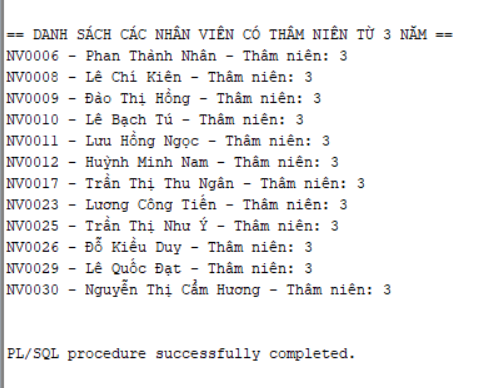 == DANH SÁCH CÁC NHÂN VIÊN CÓ THÂM NIÊN TỪ 3 NĂM ==
NV0006 - Phan Thành Nhân - Thâm niên: 3
NV0008 - Lê Chí Kiên - Thâm niên: 3
NV0009 - Đào Thị Hồng - Thâm niên: 3
NV0010 - Lê Bạch Tú - Thâm niên: 3
NV0011 - Lưu Hồng Ngọc - Thâm niên: 3
NV0012 - Huỳnh Minh Nam - Thâm niên: 3
NV0017 - Trần Thị Thu Ngân - Thâm niên: 3
NV0023 - Lương Công Tiến - Thâm niên: 3
NV0025 - Trần Thị Như Ý - Thâm niên: 3
NV0026 - Đỗ Kiều Duy - Thâm niên: 3
NV0029 - Lê Quốc Đạt - Thâm niên: 3
NV0030 - Nguyễn Thị Cẩm Hương - Thâm niên: 3
PL/SQL procedure successfully completed.